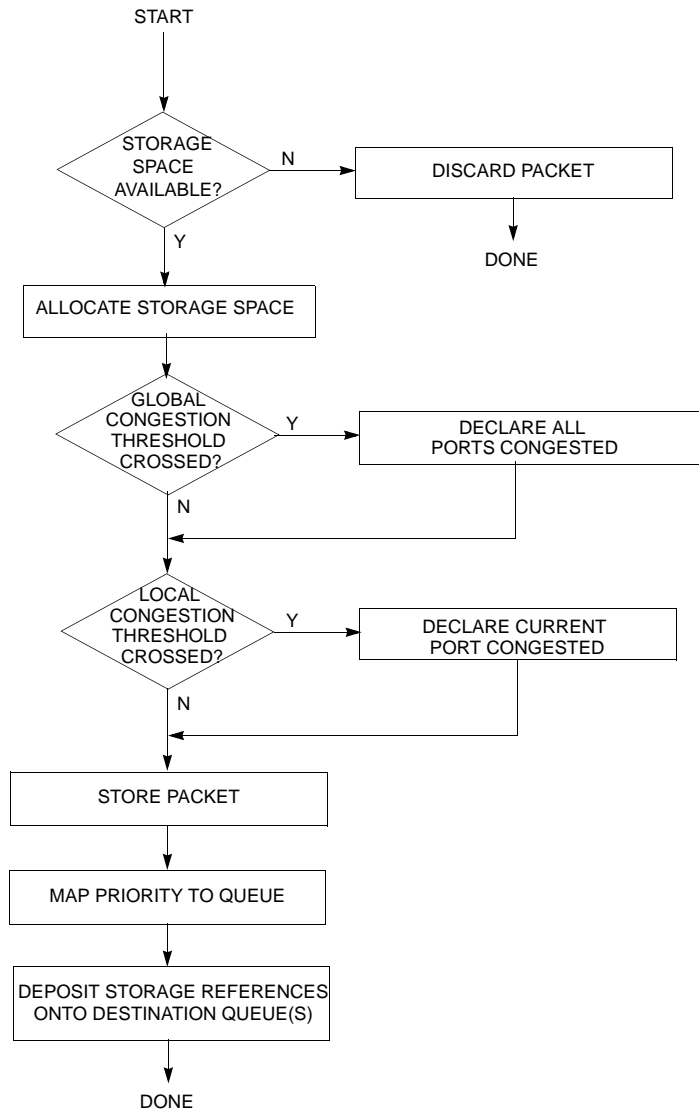 START
STORAGE
SPACE
AVAILABLE?
N
DISCARD PACKET
Y
DONE
ALLOCATE STORAGE SPACE
GLOBAL
CONGESTION
THRESHOLD
CROSSED?
Y
DECLARE ALL
PORTS CONGESTED
N
LOCAL
CONGESTION
THRESHOLD
CROSSED?
Y
DECLARE CURRENT
PORT CONGESTED
N
STORE PACKET
MAP PRIORITY TO QUEUE
DEPOSIT STORAGE REFERENCES
ONTO DESTINATION QUEUE(S)
DONE